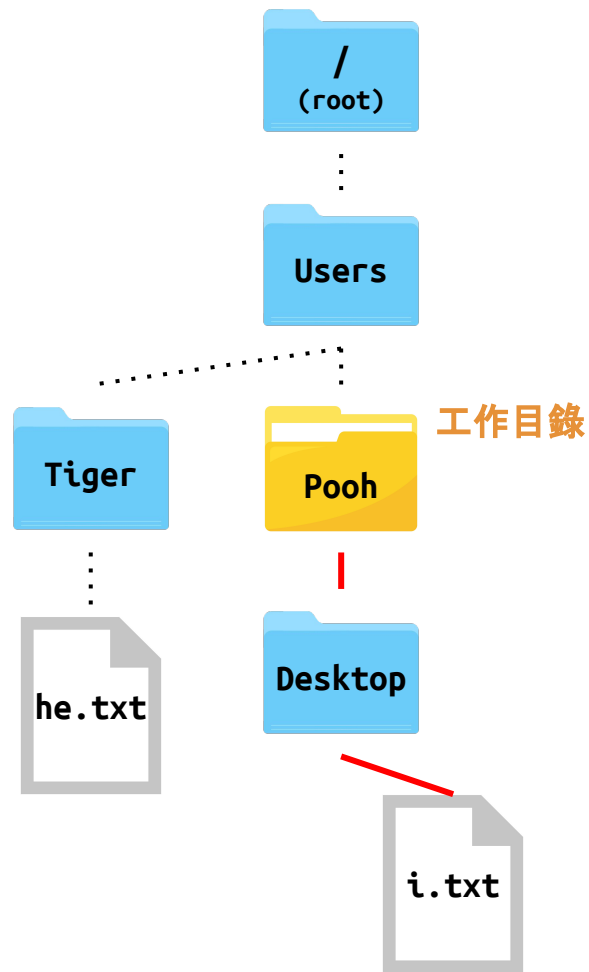 /
(root)
Users
Tiger
Pooh
工作目錄
he.txt
Desktop
i.txt